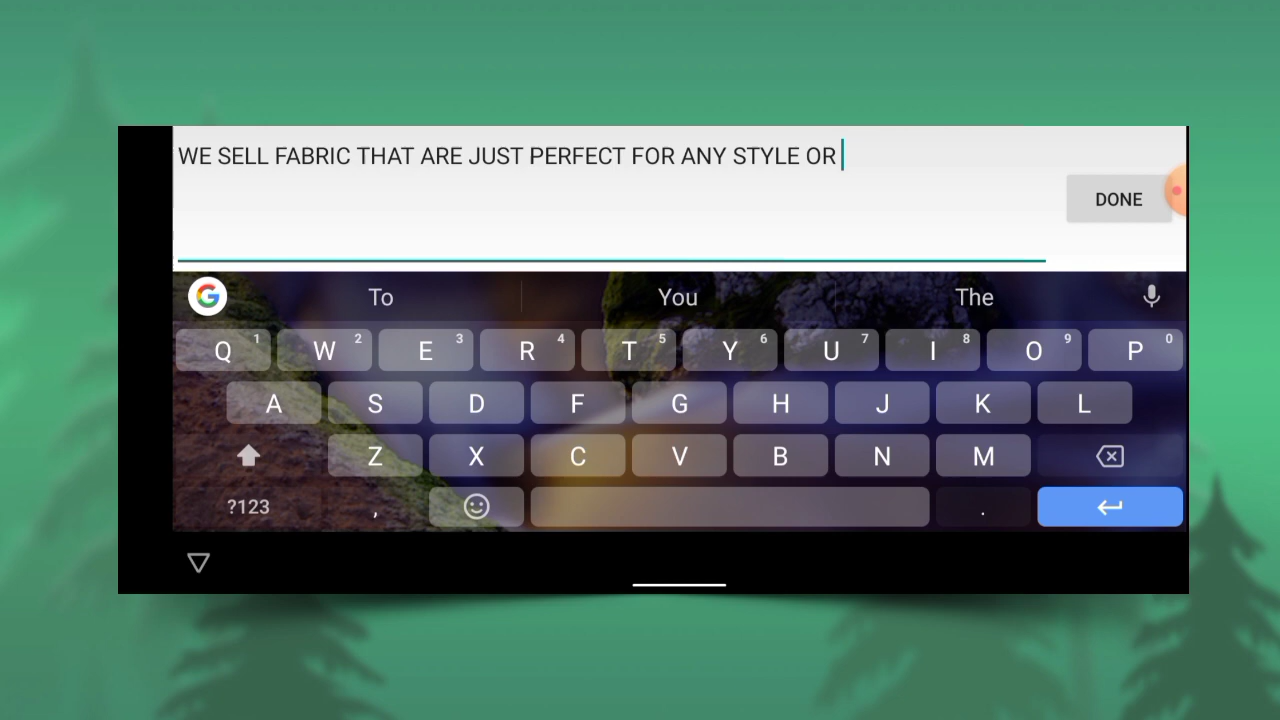 WE SELL FABRIC THAT ARE JUST PERFECT FOR ANY STYLE OR
DONE
G To You The
Q 1 W 2 E 3 R 4 T 5 Y 6 U 7 I 8 O 9 P 0
A S D F G H J K L
Z X C V B N M
?123 , .